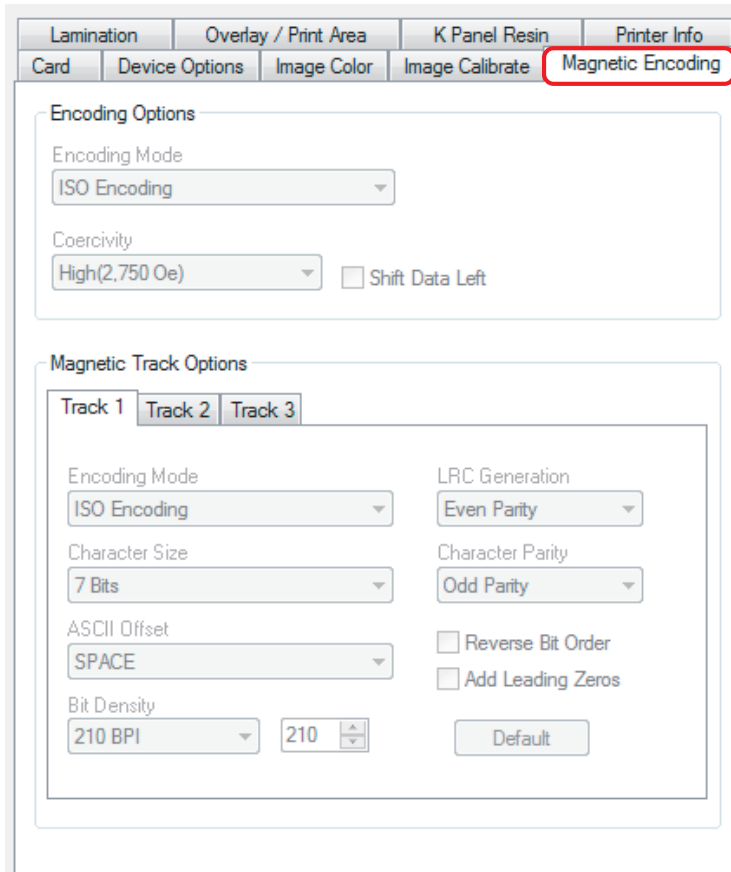 Lamination Overlay / Print Area K Panel Resin Printer Info
Card Device Options Image Color Image Calibrate Magnetic Encoding
Encoding Options
Encoding Mode
ISO Encoding
Coercivity
High(2,750 Oe) Shift Data Left
Magnetic Track Options
Track 1 Track 2 Track 3
Encoding Mode LRC Generation
ISO Encoding Even Parity
Character Size Character Parity
7 Bits Odd Parity
ASCII Offset Reverse Bit Order
SPACE Add Leading Zeros
Bit Density
210 BPI 210 Default